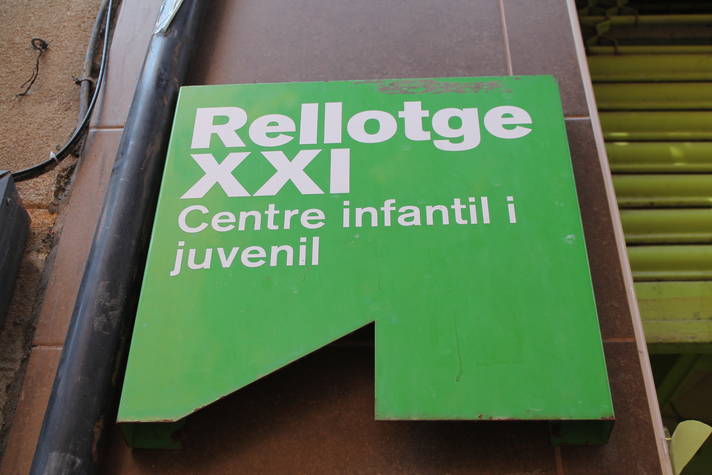 Rellotge
XXI
Centre infantil i
juvenil